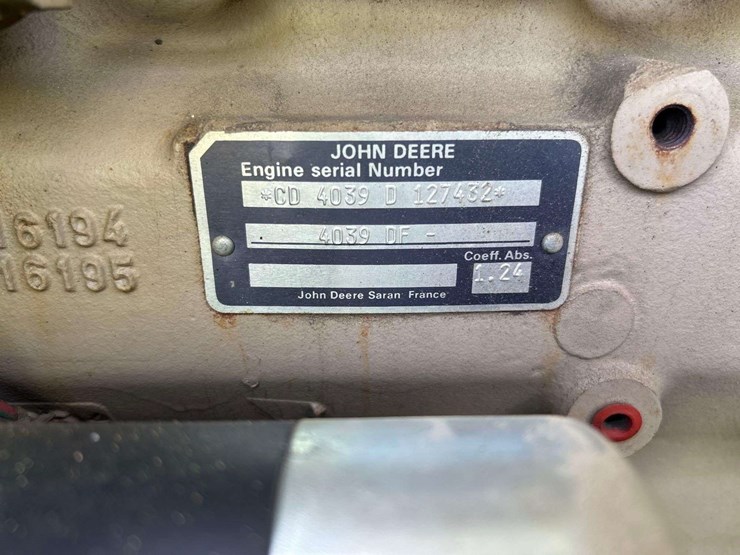 JOHN DEERE
Engine serial Number
*CD 4039 D 127432*
4039 DF -
Coeff. Abs.
1.24
John Deere Saran France
16194
16195